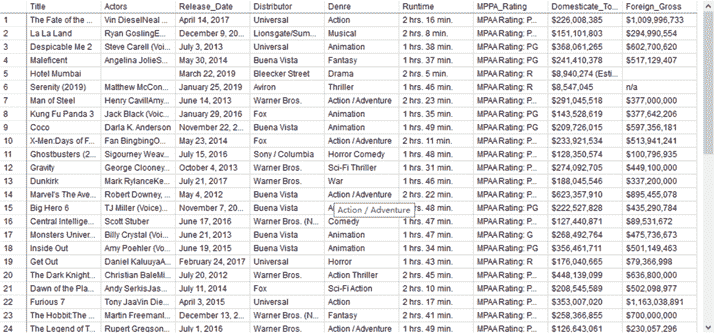 Title Actors Release_Date Distributor Genre Runtime MPPA_Rating Domesticate_To... Foreign_Gross
1 The Fate of the ... Vin DieselNeal ... April 14, 2017 Universal Action 2 hrs. 16 min. MPAA Rating: P... $226,008,385 $1,009,996,733
2 La La Land Ryan GoslingEm... December 9, 20... Lionsgate/Sum... Musical 2 hrs. 8 min. MPAA Rating: P... $151,101,803 $294,990,554
3 Despicable Me 2 Steve Carell (Voi... July 3, 2013 Universal Animation 1 hrs. 38 min. MPAA Rating: PG $368,061,265 $602,700,620
4 Maleficent Angelina JolieS... May 30, 2014 Buena Vista Fantasy 1 hrs. 37 min. MPAA Rating: PG $241,410,378 $517,129,407
5 Hotel Mumbai March 22, 2019 Bleecker Street Drama 2 hrs. 5 min. MPAA Rating: R $8,940,274 (Esti...
6 Serenity (2019) Matthew McCon... January 25, 2019 Aviron Thriller 1 hrs. 46 min. MPAA Rating: R $8,547,045 n/a
7 Man of Steel Henry CavillAmy... June 14, 2013 Warner Bros. Action / Adventure 2 hrs. 23 min. MPAA Rating: P... $291,045,518 $377,000,000
8 Kung Fu Panda 3 Jack Black (Voice... January 29, 2016 Fox Animation 1 hrs. 35 min. MPAA Rating: PG $143,528,619 $377,642,206
9 Coco Darla K. Anderson November 22, 2... Buena Vista Animation 1 hrs. 49 min. MPAA Rating: PG $209,726,015 $597,356,181
10 X-Men:Days of F... Fan BingbingO... May 23, 2014 Fox Action / Adventure 2 hrs. 11 min. MPAA Rating: P... $233,921,534 $513,941,241
11 Ghostbusters (2... Sigourney Weav... July 15, 2016 Sony / Columbia Horror Comedy 1 hrs. 48 min. MPAA Rating: P... $128,350,574 $100,796,935
12 Gravity George Clooney... October 4, 2013 Warner Bros. Sci-Fi Thriller 1 hrs. 31 min. MPAA Rating: P... $274,092,705 $449,100,000
13 Dunkirk Mark RylanceKe... July 21, 2017 Warner Bros. War 1 hrs. 46 min. MPAA Rating: P... $188,045,546 $337,200,000
14 Marvel's The Ave... Robert Downey, ... May 4, 2012 Buena Vista Action / Adventure 2 hrs. 22 min. MPAA Rating: P... $623,357,910 $895,455,078
15 Big Hero 6 TJ Miller (Voice)... November 7, 20... Buena Vista 1 hrs. 48 min. MPAA Rating: PG $222,527,828 $435,290,784
Action / Adventure
16 Central Intellige... Scott Stuber June 17, 2016 Warner Bros. (N... Comedy 1 hrs. 47 min. MPAA Rating: P... $127,440,871 $89,531,672
17 Monsters Univer... June 21, 2013 Buena Vista Animation 1 hrs. 47 min. MPAA Rating: G $268,492,764 $475,736,673
18 Inside Out Amy Poehler (V... June 19, 2015 Buena Vista Animation 1 hrs. 34 min. MPAA Rating: PG $356,461,711 $501,149,463
19 Get Out Daniel KaluuyaA... February 24, 2017 Universal Horror 1 hrs. 43 min. MPAA Rating: R $176,040,665 $79,366,998
20 The Dark Knight... Christian BaleMi... July 20, 2012 Warner Bros. Action Thriller 2 hrs. 45 min. MPAA Rating: P... $448,139,099 $636,800,000
21 Dawn of the Pla... Andy SerkisJas... July 11, 2014 Fox Sci-Fi Action 2 hrs. 10 min. MPAA Rating: P... $208,545,589 $502,098,977
22 Furious 7 Tony JaaVin Die... April 3, 2015 Universal Action 2 hrs. 17 min. MPAA Rating: P... $353,007,020 $1,163,038,891
23 The Hobbit:The ... Martin Freemanl... December 13, 2... Warner Bros. (N... Fantasy 2 hrs. 41 min. MPAA Rating: P... $258,366,855 $700,000,000
24 The Legend of T... Rupert Gregson-... July 1, 2016 Warner Bros. Adventure 1 hrs. 49 min. MPAA Rating: P... $126,643,061 $230,057,296